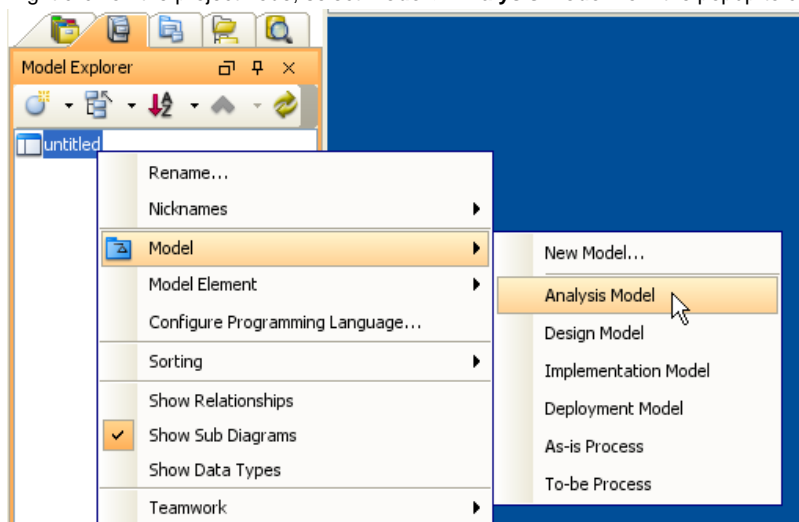 Model Explorer
untitled
Rename...
Nicknames
Model
Model Element
Configure Programming Language...
Sorting
Show Relationships
Show Sub Diagrams
Show Data Types
Teamwork
New Model...
Analysis Model
Design Model
Implementation Model
Deployment Model
As-is Process
To-be Process